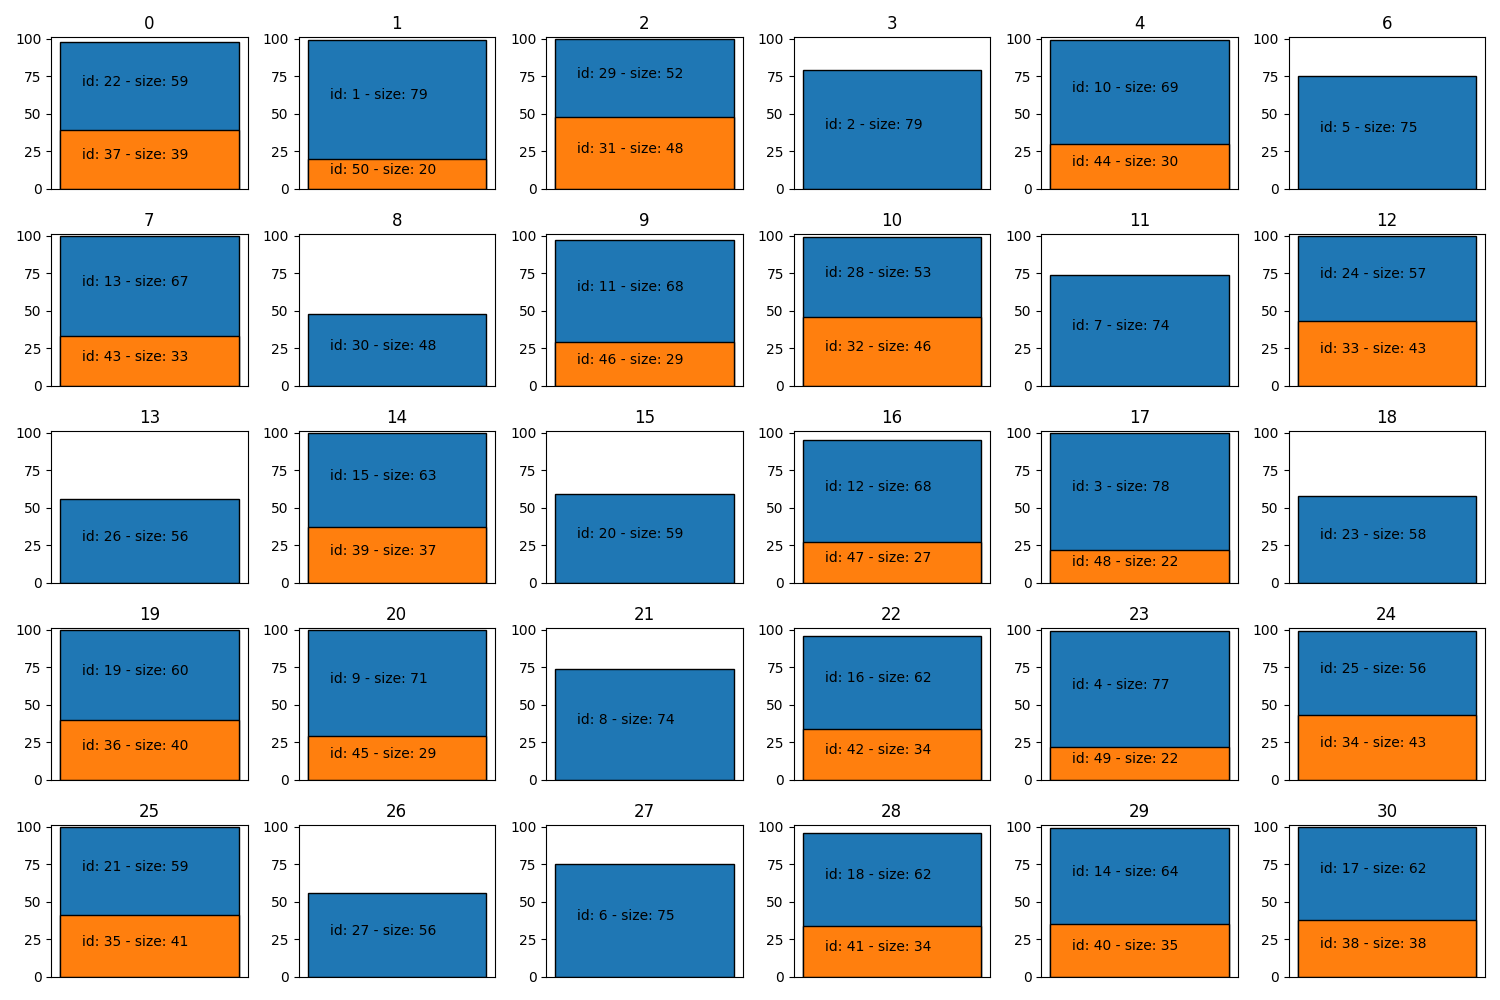 0 1 2 3 4 6
100 75 50 25 0
id: 22 - size: 59
id: 37 - size: 39
100 75 50 25 0
id: 1 - size: 79
id: 50 - size: 20
100 75 50 25 0
id: 29 - size: 52
id: 31 - size: 48
100 75 50 25 0
id: 2 - size: 79
100 75 50 25 0
id: 10 - size: 69
id: 44 - size: 30
100 75 50 25 0
id: 5 - size: 75
7 8 9 10 11 12
100 75 50 25 0
id: 13 - size: 67
id: 43 - size: 33
100 75 50 25 0
id: 30 - size: 48
100 75 50 25 0
id: 11 - size: 68
id: 46 - size: 29
100 75 50 25 0
id: 28 - size: 53
id: 32 - size: 46
100 75 50 25 0
id: 7 - size: 74
100 75 50 25 0
id: 24 - size: 57
id: 33 - size: 43
13 14 15 16 17 18
100 75 50 25 0
id: 26 - size: 56
100 75 50 25 0
id: 15 - size: 63
id: 39 - size: 37
100 75 50 25 0
id: 20 - size: 59
100 75 50 25 0
id: 12 - size: 68
id: 47 - size: 27
100 75 50 25 0
id: 3 - size: 78
id: 48 - size: 22
100 75 50 25 0
id: 23 - size: 58
19 20 21 22 23 24
100 75 50 25 0
id: 19 - size: 60
id: 36 - size: 40
100 75 50 25 0
id: 9 - size: 71
id: 45 - size: 29
100 75 50 25 0
id: 8 - size: 74
100 75 50 25 0
id: 16 - size: 62
id: 42 - size: 34
100 75 50 25 0
id: 4 - size: 77
id: 49 - size: 22
100 75 50 25 0
id: 25 - size: 56
id: 34 - size: 43
25 26 27 28 29 30
100 75 50 25 0
id: 21 - size: 59
id: 35 - size: 41
100 75 50 25 0
id: 27 - size: 56
100 75 50 25 0
id: 6 - size: 75
100 75 50 25 0
id: 18 - size: 62
id: 41 - size: 34
100 75 50 25 0
id: 14 - size: 64
id: 40 - size: 35
100 75 50 25 0
id: 17 - size: 62
id: 38 - size: 38